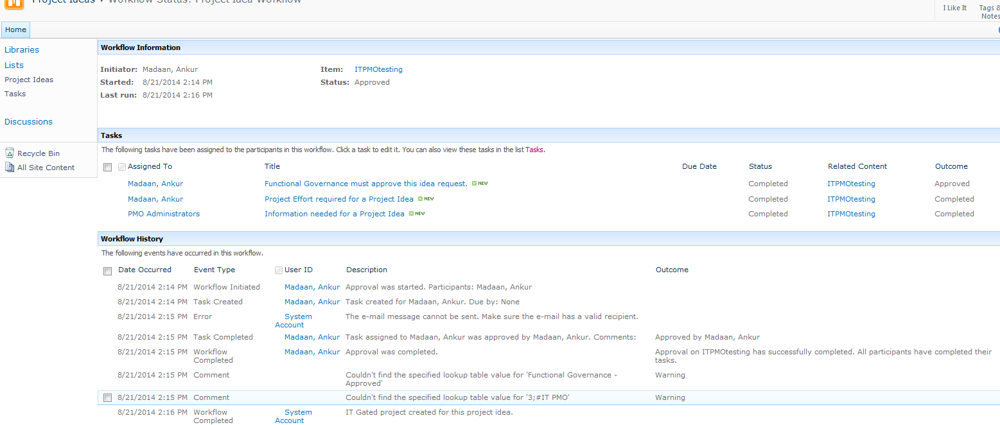 Project Ideas › Workflow Status: Project Idea Workflow
I Like It
Tags &
Notes
Home
Libraries
Lists
Project Ideas
Tasks
Discussions
Recycle Bin
All Site Content
Workflow Information
Initiator: Madaan, Ankur Item: ITPMOtesting
Started: 8/21/2014 2:14 PM Status: Approved
Last run: 8/21/2014 2:16 PM
Tasks
The following tasks have been assigned to the participants in this workflow. Click a task to edit it. You can also view these tasks in the list Tasks.
Assigned To Title Due Date Status Related Content Outcome
Madaan, Ankur Functional Governance must approve this idea request. NEW Completed ITPMOtesting Approved
Madaan, Ankur Project Effort required for a Project Idea NEW Completed ITPMOtesting Completed
PMO Administrators Information needed for a Project Idea NEW Completed ITPMOtesting Completed
Workflow History
The following events have occurred in this workflow.
Date Occurred Event Type User ID Description Outcome
8/21/2014 2:14 PM Workflow Initiated Madaan, Ankur Approval was started. Participants: Madaan, Ankur
8/21/2014 2:14 PM Task Created Madaan, Ankur Task created for Madaan, Ankur. Due by: None
8/21/2014 2:15 PM Error System The e-mail message cannot be sent. Make sure the e-mail has a valid recipient.
Account
8/21/2014 2:15 PM Task Completed Madaan, Ankur Task assigned to Madaan, Ankur was approved by Madaan, Ankur. Comments: Approved by Madaan, Ankur
8/21/2014 2:15 PM Workflow Madaan, Ankur Approval was completed. Approval on ITPMOtesting has successfully completed. All participants have completed their
Completed tasks.
8/21/2014 2:15 PM Comment Couldn't find the specified lookup table value for 'Functional Governance - Warning
Approved'
8/21/2014 2:15 PM Comment Couldn't find the specified lookup table value for '3;#IT PMO' Warning
8/21/2014 2:16 PM Workflow System IT Gated project created for this project idea.
Completed Account